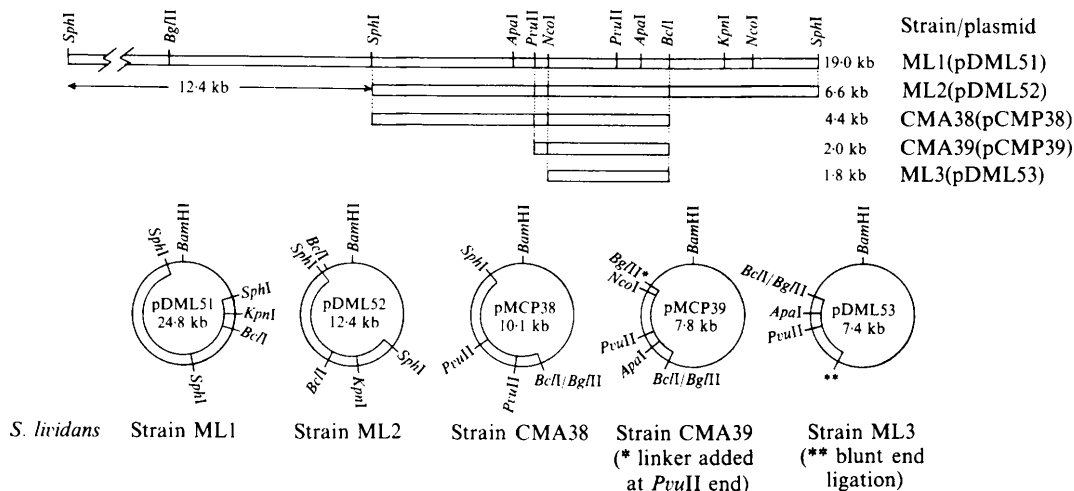 SphI BglII SphI ApaI PvuII NcoI PvuII ApaI BclI KpnI NcoI SphI Strain/plasmid
19·0 kb ML1(pDML51)
12·4 kb
6·6 kb ML2(pDML52)
4·4 kb CMA38(pCMP38)
2·0 kb CMA39(pCMP39)
1·8 kb ML3(pDML53)
SphI BamHI
pDML51
24·8 kb
SphI
KpnI
BclI
SphI
BclI
SphI BamHI
pDML52
12·4 kb
SphI
BclI
KpnI
SphI BamHI
pMCP38
10·1 kb
PvuII
PvuII
BclI/BglII
BamHI
BglII*
NcoI
pMCP39
7·8 kb
PvuII
ApaI
BclI/BglII
BamHI
BclI/BglII
ApaI
PvuII
pDML53
7·4 kb
**
S. lividans Strain ML1 Strain ML2 Strain CMA38 Strain CMA39 Strain ML3
(* linker added (** blunt end
at PvuII end) ligation)